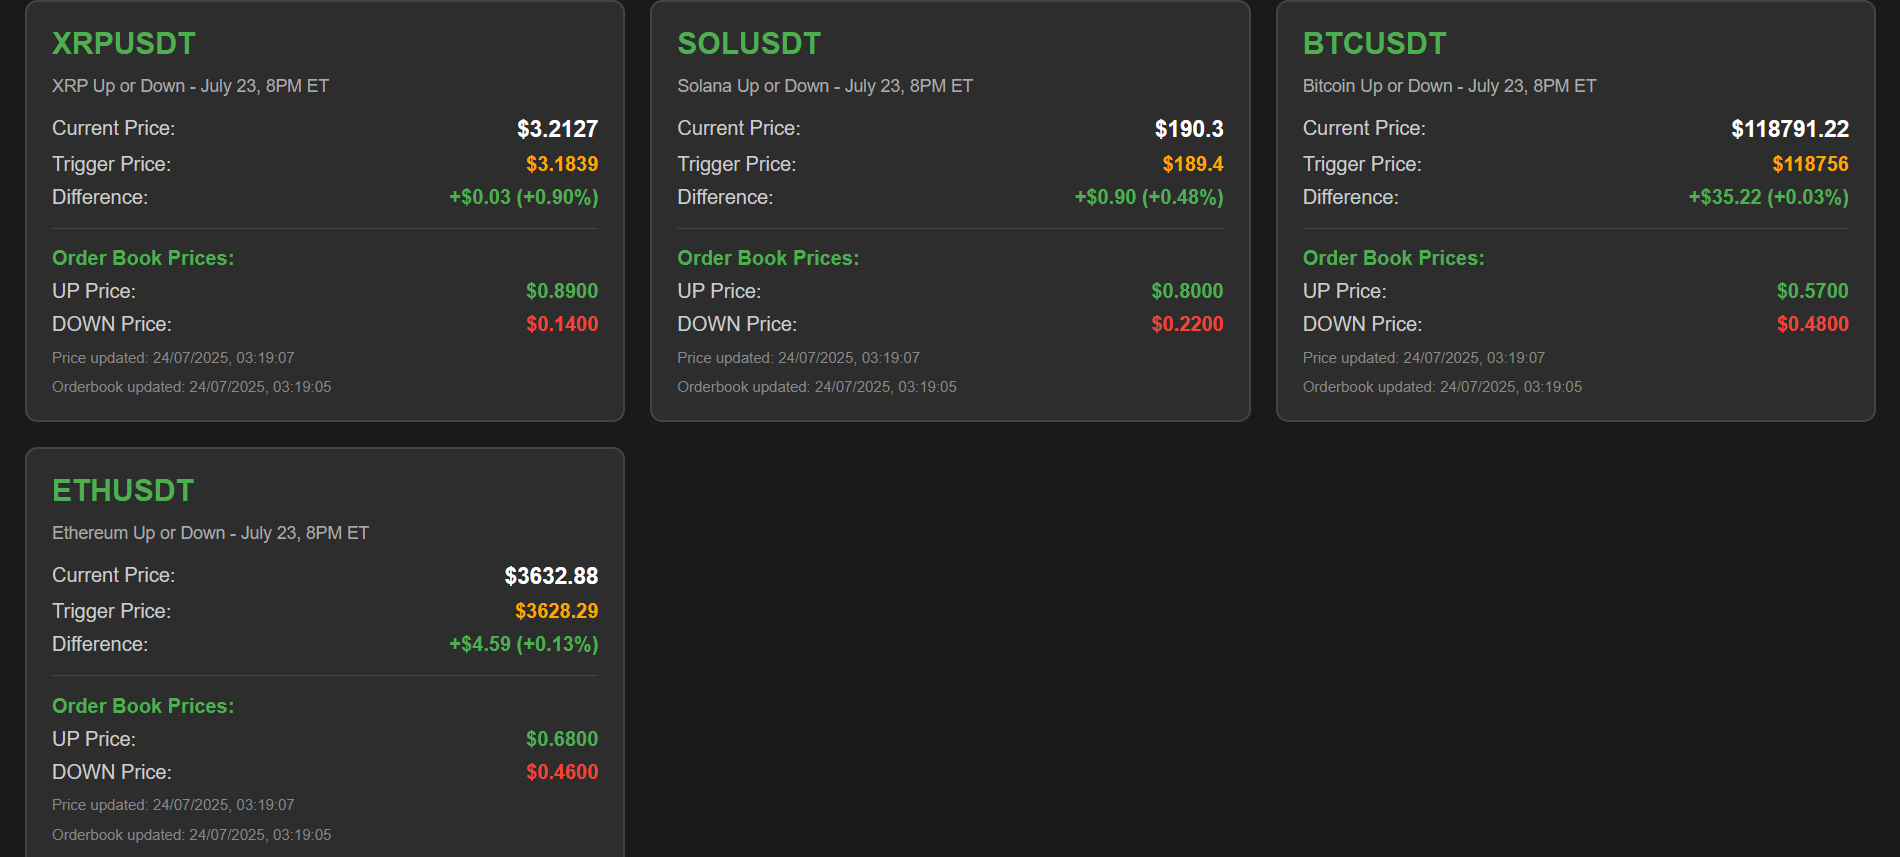 XRPUSDT
XRP Up or Down - July 23, 8PM ET
Current Price: $3.2127
Trigger Price: $3.1839
Difference: +$0.03 (+0.90%)
Order Book Prices:
UP Price: $0.8900
DOWN Price: $0.1400
Price updated: 24/07/2025, 03:19:07
Orderbook updated: 24/07/2025, 03:19:05
SOLUSDT
Solana Up or Down - July 23, 8PM ET
Current Price: $190.3
Trigger Price: $189.4
Difference: +$0.90 (+0.48%)
Order Book Prices:
UP Price: $0.8000
DOWN Price: $0.2200
Price updated: 24/07/2025, 03:19:07
Orderbook updated: 24/07/2025, 03:19:05
BTCUSDT
Bitcoin Up or Down - July 23, 8PM ET
Current Price: $118791.22
Trigger Price: $118756
Difference: +$35.22 (+0.03%)
Order Book Prices:
UP Price: $0.5700
DOWN Price: $0.4800
Price updated: 24/07/2025, 03:19:07
Orderbook updated: 24/07/2025, 03:19:05
ETHUSDT
Ethereum Up or Down - July 23, 8PM ET
Current Price: $3632.88
Trigger Price: $3628.29
Difference: +$4.59 (+0.13%)
Order Book Prices:
UP Price: $0.6800
DOWN Price: $0.4600
Price updated: 24/07/2025, 03:19:07
Orderbook updated: 24/07/2025, 03:19:05